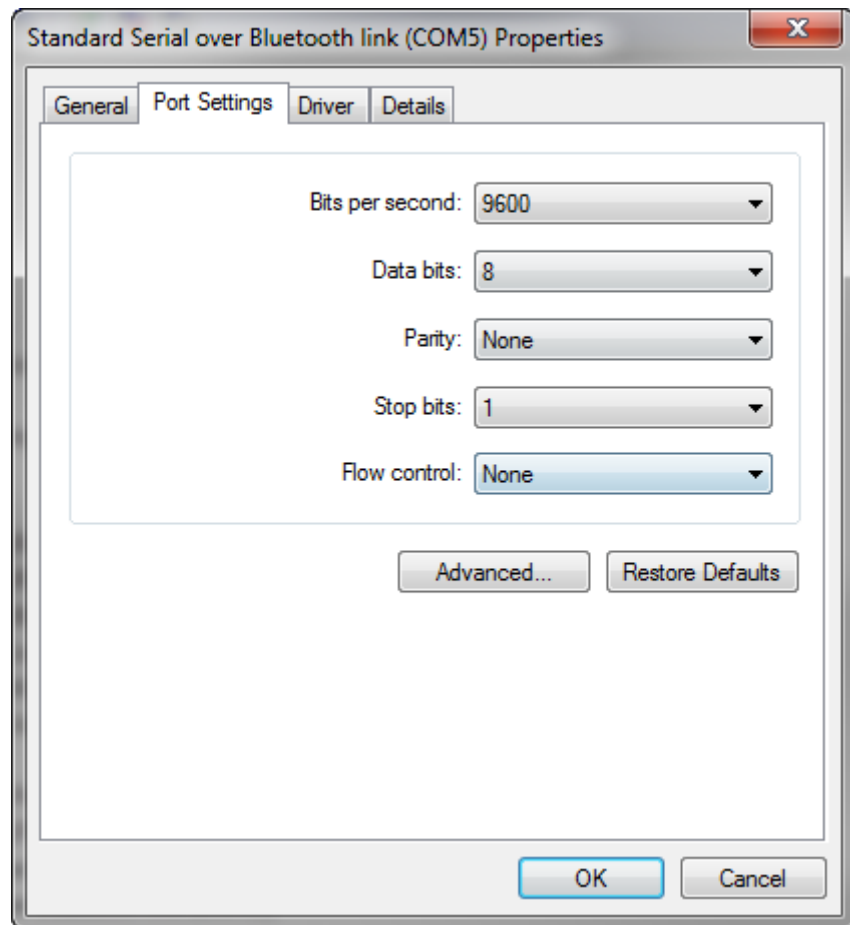 Standard Serial over Bluetooth link (COM5) Properties
General Port Settings Driver Details
Bits per second: 9600
Data bits: 8
Parity: None
Stop bits: 1
Flow control: None
Advanced... Restore Defaults
OK Cancel